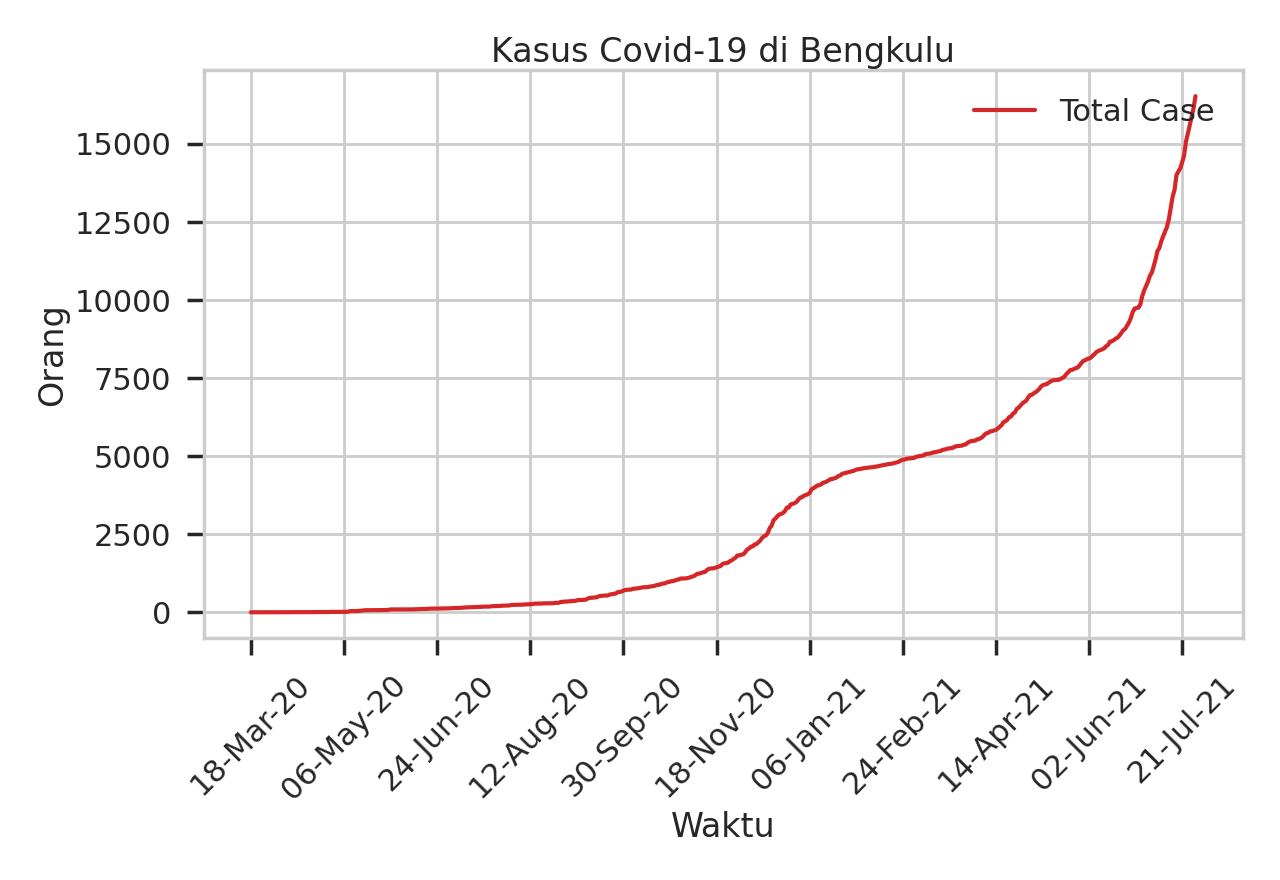 Kasus Covid-19 di Bengkulu
Total Case
Orang
15000
12500
10000
7500
5000
2500
0
18-Mar-20
06-May-20
24-Jun-20
12-Aug-20
30-Sep-20
18-Nov-20
06-Jan-21
24-Feb-21
14-Apr-21
02-Jun-21
21-Jul-21
Waktu